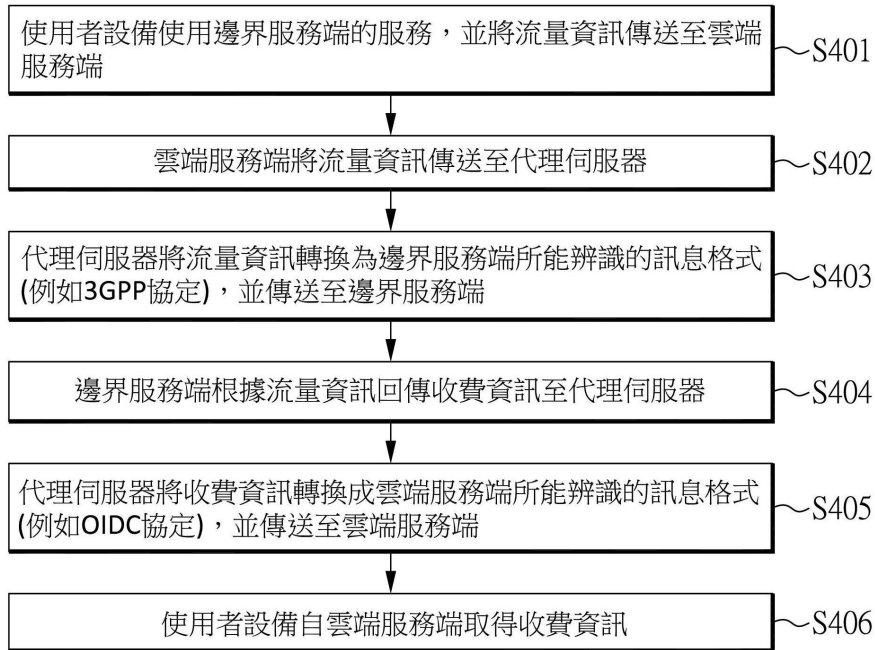 使用者設備使用邊界服務端的服務，並將流量資訊傳送至雲端
服務端
S401
雲端服務端將流量資訊傳送至代理伺服器
S402
代理伺服器將流量資訊轉換為邊界服務端所能辨識的訊息格式
(例如3GPP協定)，並傳送至邊界服務端
S403
邊界服務端根據流量資訊回傳收費資訊至代理伺服器
S404
代理伺服器將收費資訊轉換成雲端服務端所能辨識的訊息格式
(例如OIDC協定)，並傳送至雲端服務端
S405
使用者設備自雲端服務端取得收費資訊
S406